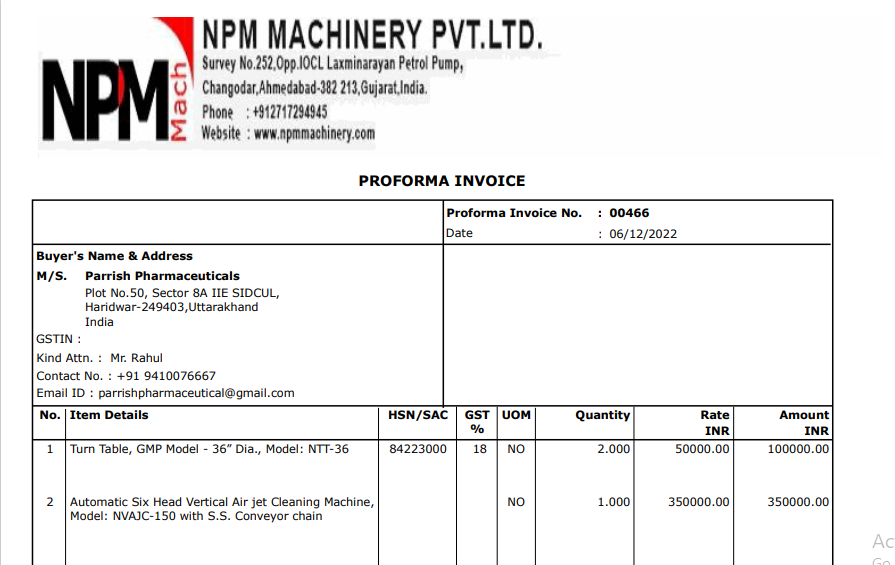 NPM
Mach
NPM MACHINERY PVT.LTD.
Survey No.252,Opp.IOCL Laxminarayan Petrol Pump,
Changodar,Ahmedabad-382 213,Gujarat,India.
Phone : +912717294945
Website : www.npmmachinery.com
PROFORMA INVOICE
Proforma Invoice No. : 00466
Date : 06/12/2022
Buyer's Name & Address
M/S. Parrish Pharmaceuticals
Plot No.50, Sector 8A IIE SIDCUL,
Haridwar-249403,Uttarakhand
India
GSTIN :
Kind Attn. : Mr. Rahul
Contact No. : +91 9410076667
Email ID : parrishpharmaceutical@gmail.com
No. Item Details HSN/SAC GST % UOM Quantity Rate INR Amount INR
1 Turn Table, GMP Model - 36” Dia., Model: NTT-36 84223000 18 NO 2.000 50000.00 100000.00
2 Automatic Six Head Vertical Air jet Cleaning Machine, NO 1.000 350000.00 350000.00
Model: NVAJC-150 with S.S. Conveyor chain